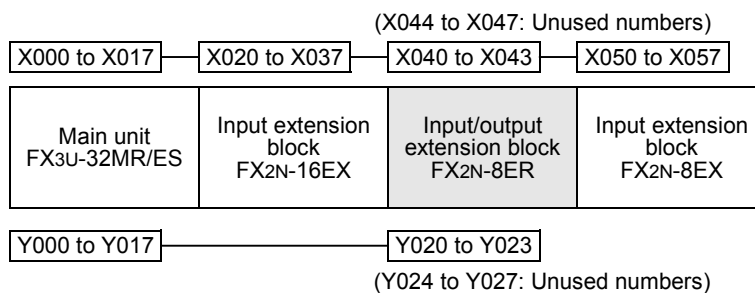 (X044 to X047: Unused numbers)
X000 to X017 X020 to X037 X040 to X043 X050 to X057
Main unit
FX3U-32MR/ES
Input extension
block
FX2N-16EX
Input/output
extension block
FX2N-8ER
Input extension
block
FX2N-8EX
Y000 to Y017 Y020 to Y023
(Y024 to Y027: Unused numbers)